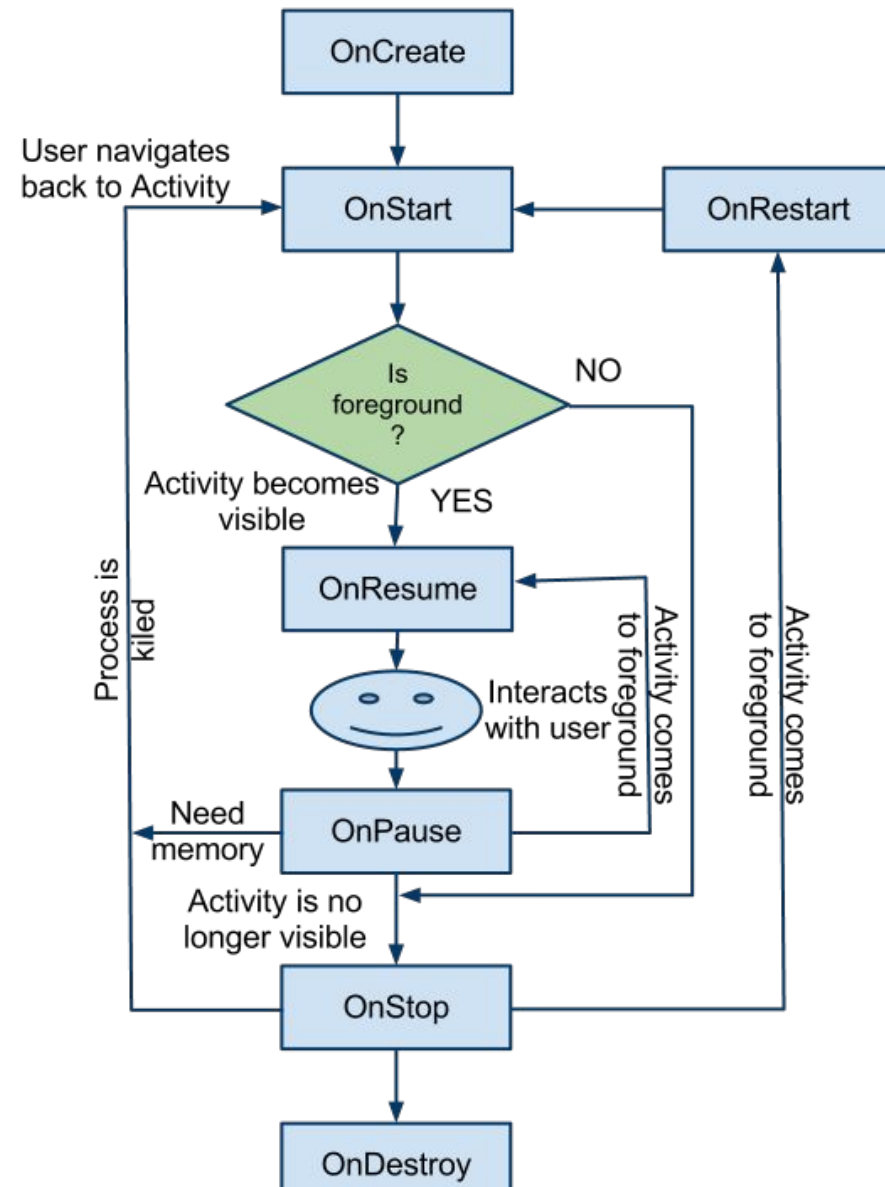 OnCreate
User navigates
back to Activity
OnStart
OnRestart
Is
foreground
?
NO
Activity becomes
visible
YES
OnResume
Process is
kiled
Interacts
with user
Activity comes
to foreground
Activity comes
to foreground
OnPause
Need
memory
Activity is no
longer visible
OnStop
OnDestroy